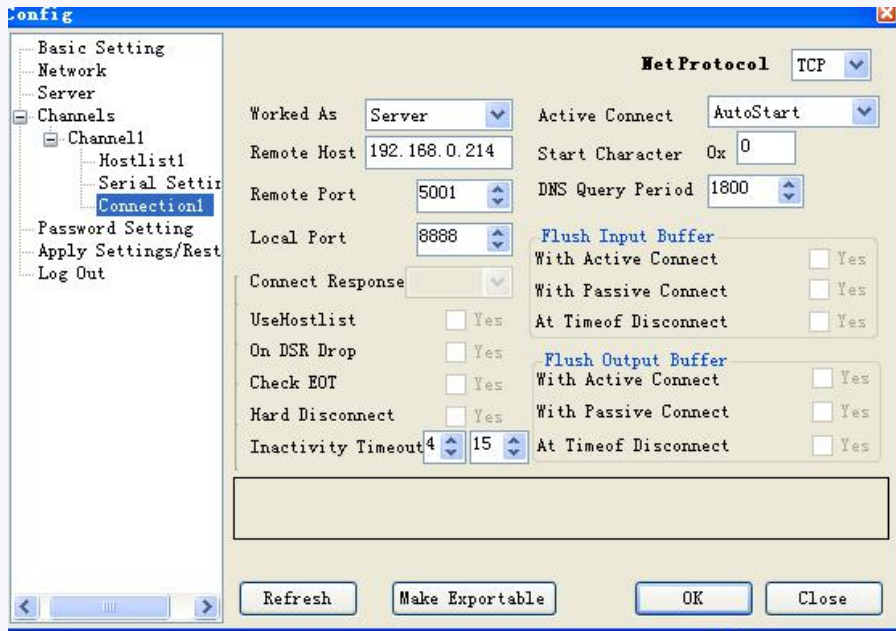 Config
Basic Setting
Network
Server
Channels
Channel1
Hostlist1
Serial Settin
Connection1
Password Setting
Apply Settings/Rest
Log Out
NetProtocol TCP
Worked As Server
Active Connect AutoStart
Remote Host 192.168.0.214
Start Character 0x 0
Remote Port 5001
DNS Query Period 1800
Local Port 8888
Connect Response
UseHostlist Yes
On DSR Drop Yes
Check EOT Yes
Hard Disconnect Yes
Inactivity Timeout 4 15
Flush Input Buffer
With Active Connect Yes
With Passive Connect Yes
At Timeof Disconnect Yes
Flush Output Buffer
With Active Connect Yes
With Passive Connect Yes
At Timeof Disconnect Yes
Refresh
Make Exportable
OK
Close